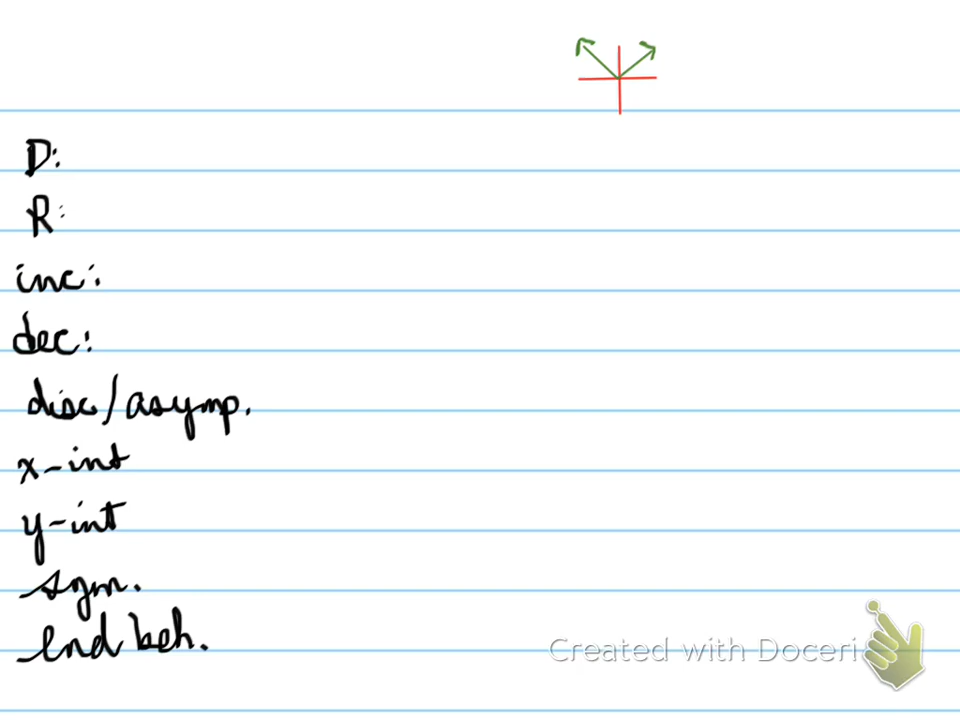 D:
R:
inc:
dec:
disc/asymp.
x-int
y-int
sym.
end beh.
Created with Doceri